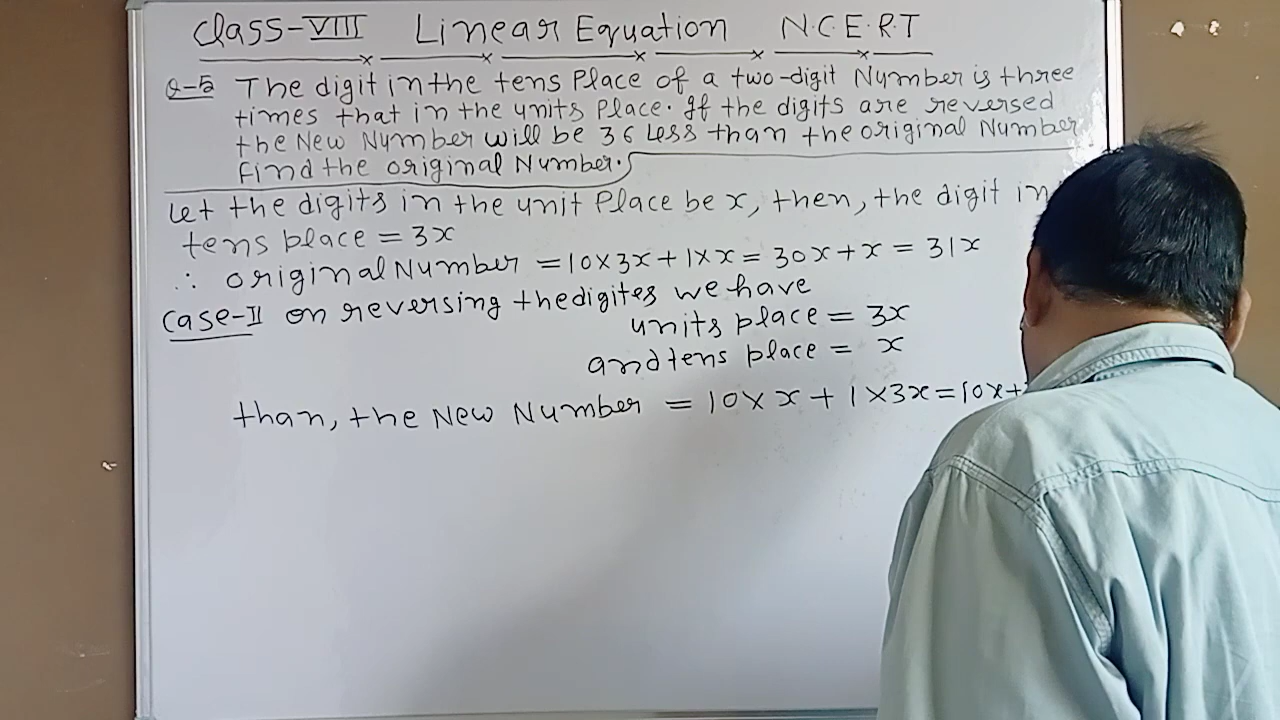 Class-VIII Linear Equation N.C.E.R.T
Q-5 The digit in the tens Place of a two-digit Number is three
times that in the units Place. If the digits are reversed
the New Number will be 36 Less than the original Number
Find the original Number.
Let the digits in the unit Place be x, then, the digit in
tens place = 3x
∴ original Number = 10×3x + 1×x = 30x + x = 31x
Case-II on reversing the digites we have
units place = 3x
and tens place = x
than, the New Number = 10×x + 1×3x = 10x+